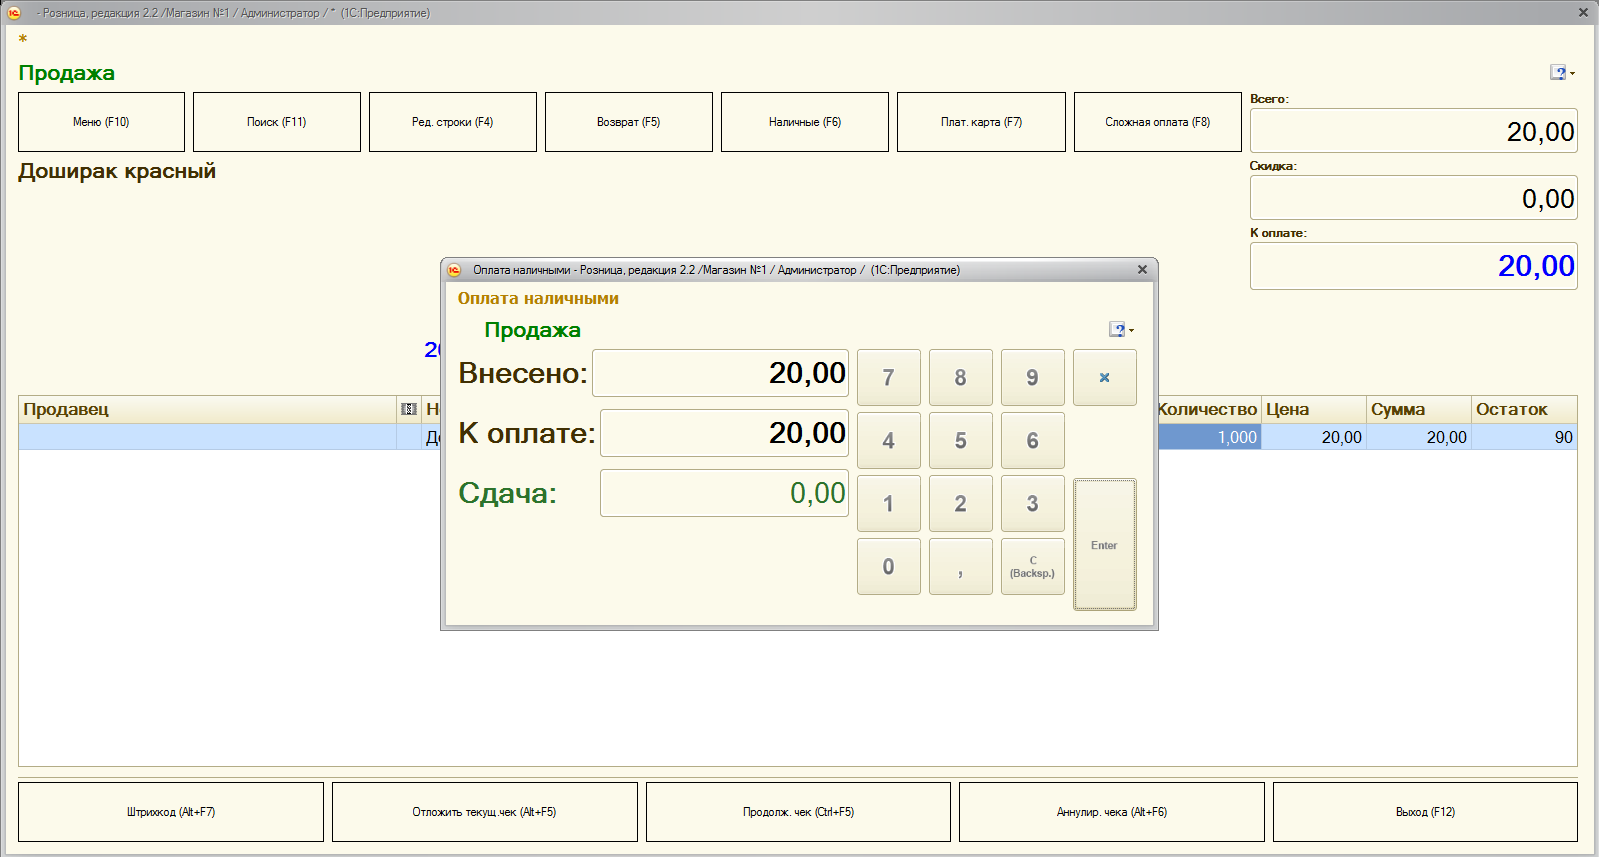 - Розница, редакция 2.2 /Магазин №1 / Администратор / * (1С:Предприятие)
*
Продажа
Меню (F10)
Поиск (F11)
Ред. строки (F4)
Возврат (F5)
Наличные (F6)
Плат. карта (F7)
Сложная оплата (F8)
Всего:
20,00
Доширак красный
Скидка:
0,00
К оплате:
20,00
Оплата наличными - Розница, редакция 2.2 /Магазин №1 / Администратор / (1С:Предприятие)
Оплата наличными
Продажа
Внесено: 20,00
К оплате: 20,00
Сдача: 0,00
7 8 9
4 5 6
1 2 3
0 , C (Backsp.)
Enter
Продавец Количество Цена Сумма Остаток
1,000 20,00 20,00 90
Штрихкод (Alt+F7)
Отложить текущ.чек (Alt+F5)
Продолж. чек (Ctrl+F5)
Аннулир. чека (Alt+F6)
Выход (F12)